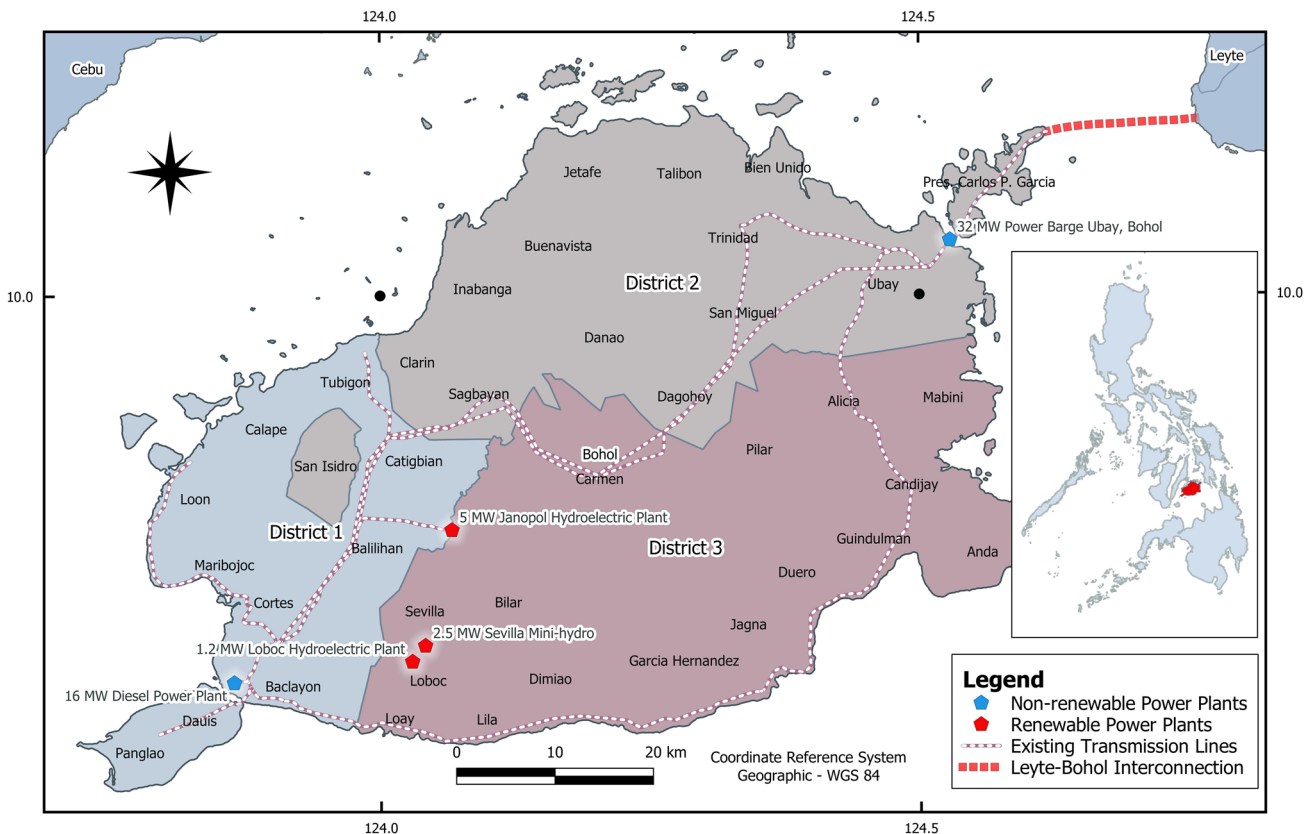 124.0
124.5
Cebu
Leyte
Jetafe
Talibon
Bien Unido
Pres. Carlos P. Garcia
32 MW Power Barge Ubay, Bohol
Trinidad
Buenavista
District 2
Ubay
Inabanga
10.0
10.0
San Miguel
Danao
Clarin
Tubigon
Sagbayan
Dagohoy
Alicia
Mabini
Calape
Pilar
Bohol
Catigbian
San Isidro
Carmen
Candijay
Loon
5 MW Janopol Hydroelectric Plant
District 1
Guindulman
Balilihan
District 3
Anda
Maribojoc
Duero
Cortes
Bilar
Sevilla
Jagna
2.5 MW Sevilla Mini-hydro
1.2 MW Loboc Hydroelectric Plant
Garcia Hernandez
Loboc
Dimiao
Baclayon
16 MW Diesel Power Plant
Dauis
Loay
Lila
Panglao
0 10 20 km
Coordinate Reference System
Geographic - WGS 84
Legend
Non-renewable Power Plants
Renewable Power Plants
Existing Transmission Lines
Leyte-Bohol Interconnection
124.0
124.5